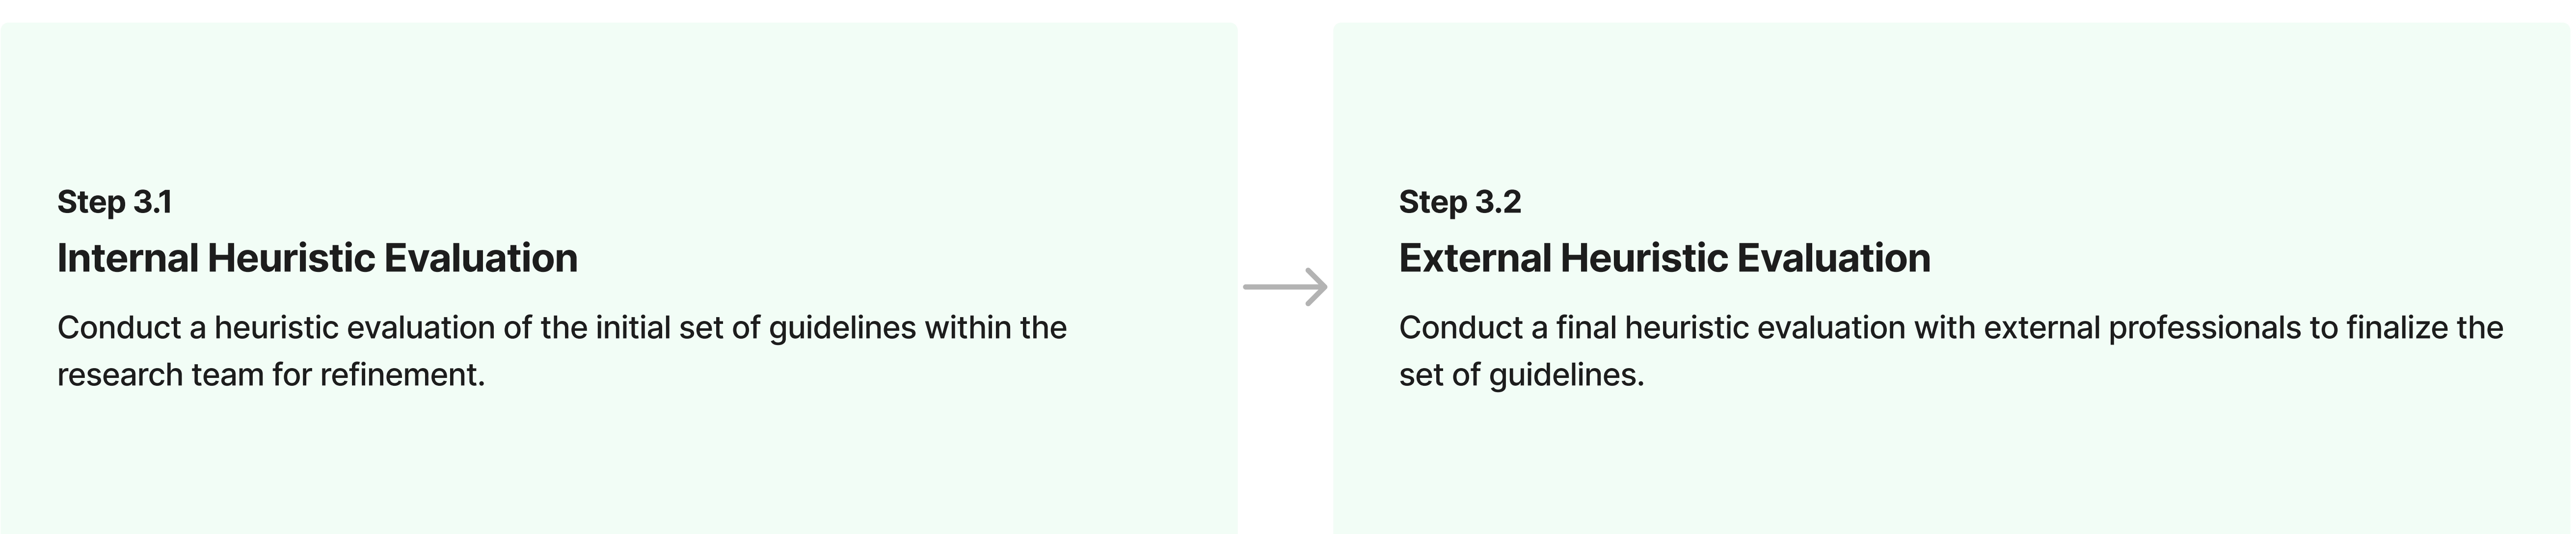 Step 3.1
Internal Heuristic Evaluation
Conduct a heuristic evaluation of the initial set of guidelines within the
research team for refinement.
Step 3.2
External Heuristic Evaluation
Conduct a final heuristic evaluation with external professionals to finalize the
set of guidelines.